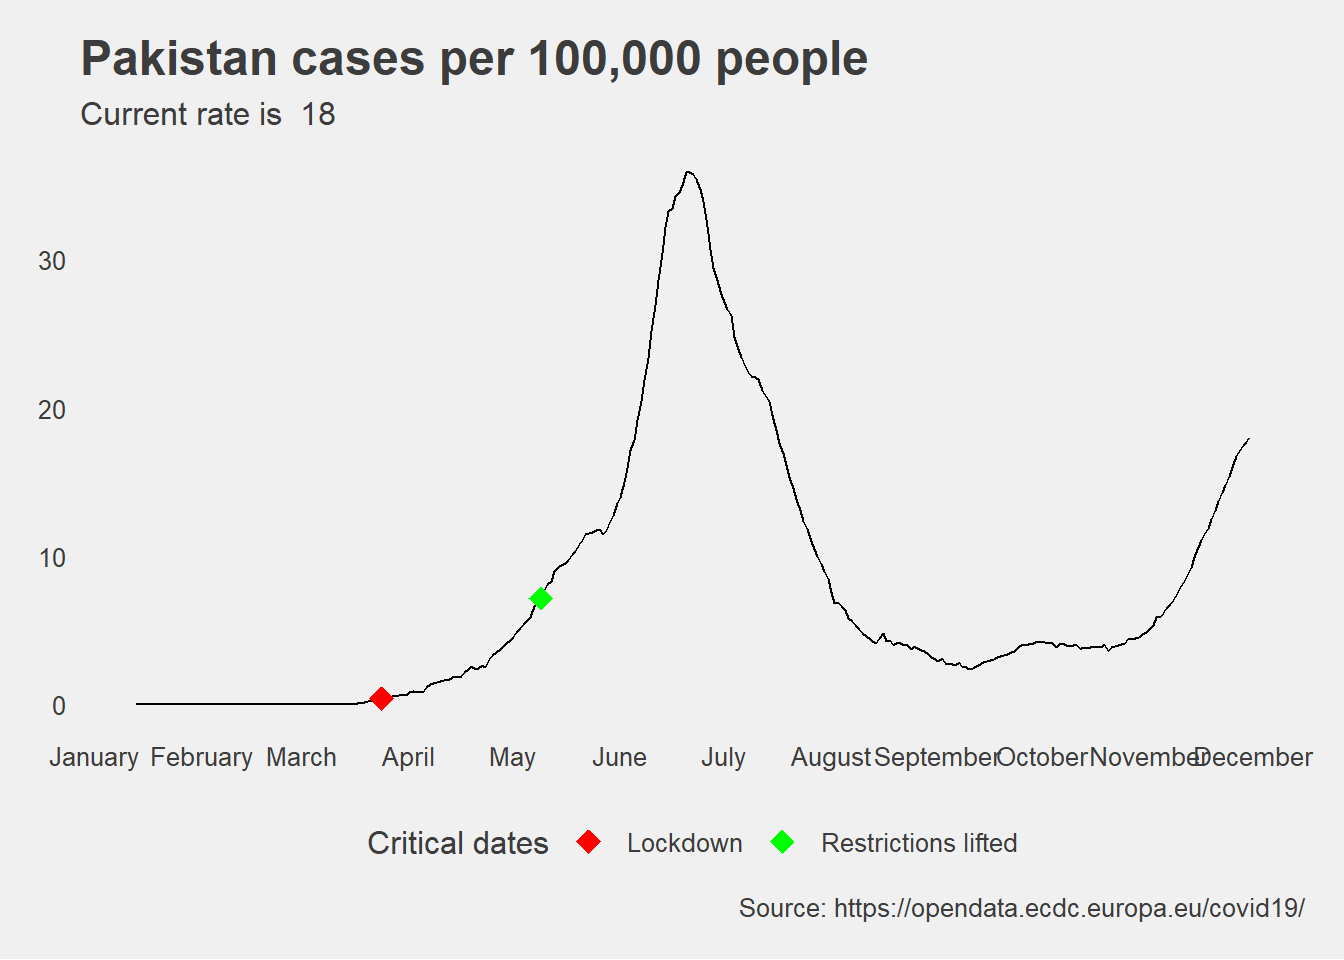 Pakistan cases per 100,000 people
Current rate is  18
30
20
10
0
January February March April May June July August September October November December
Critical dates Lockdown Restrictions lifted
Source: https://opendata.ecdc.europa.eu/covid19/